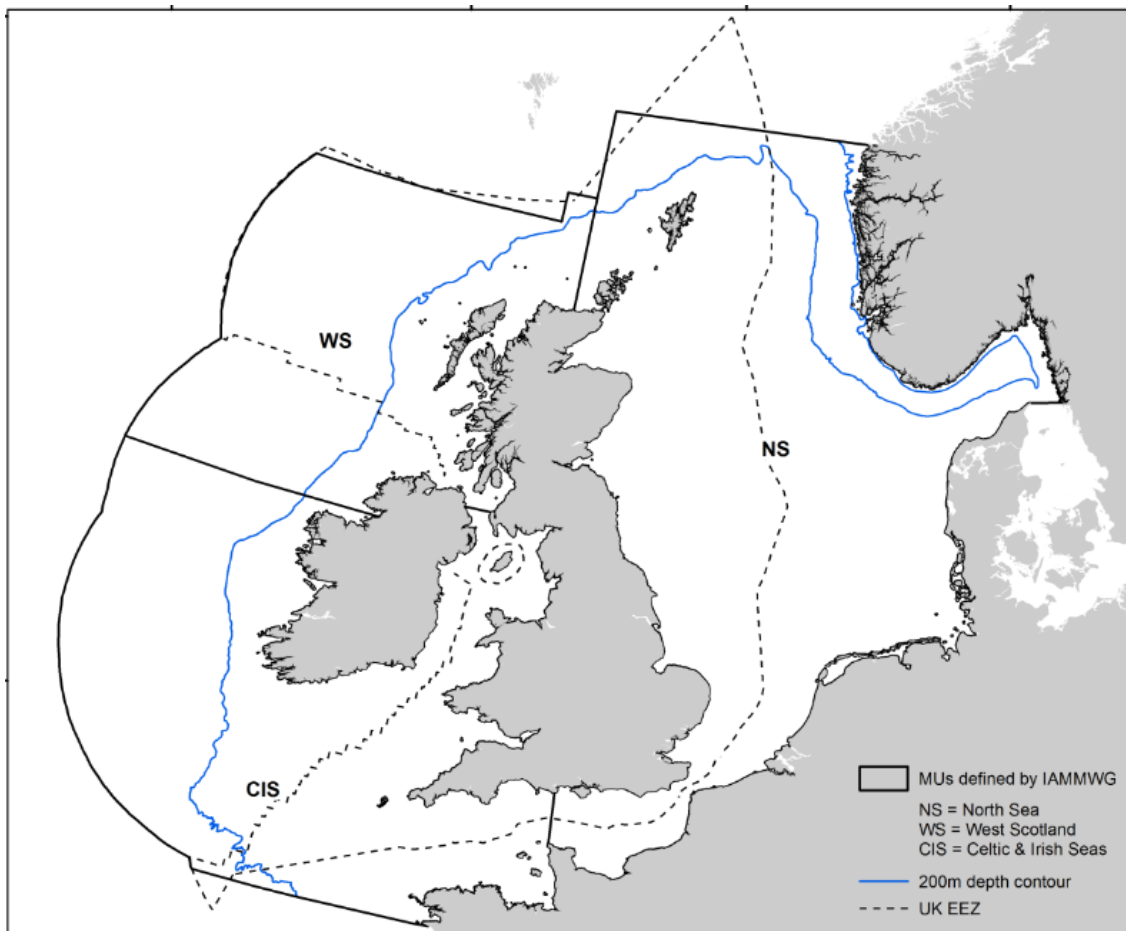 WS
NS
CIS
MUs defined by IAMMWG
NS = North Sea
WS = West Scotland
CIS = Celtic & Irish Seas
200m depth contour
UK EEZ